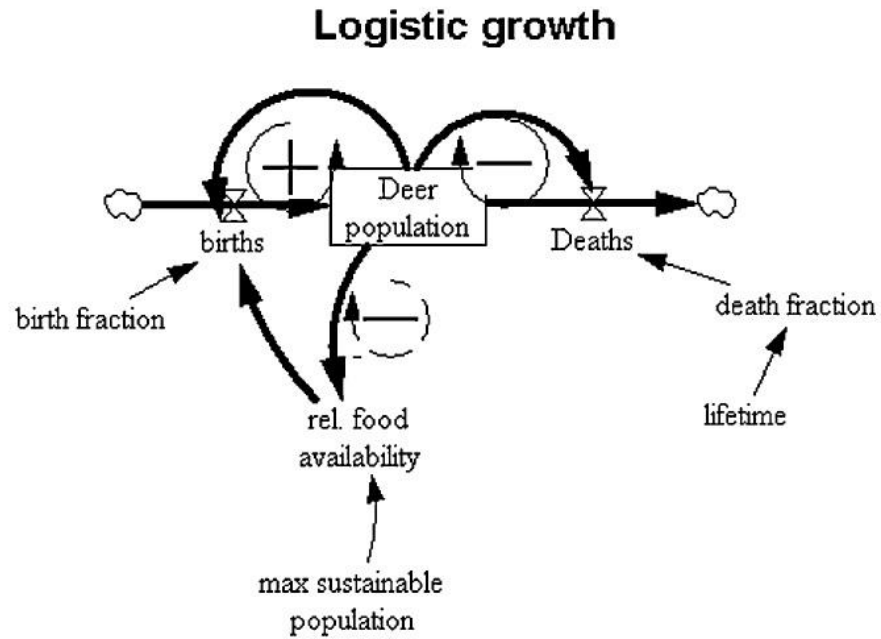 Logistic growth
Deer
population
births
Deaths
birth fraction
death fraction
lifetime
rel. food
availability
max sustainable
population